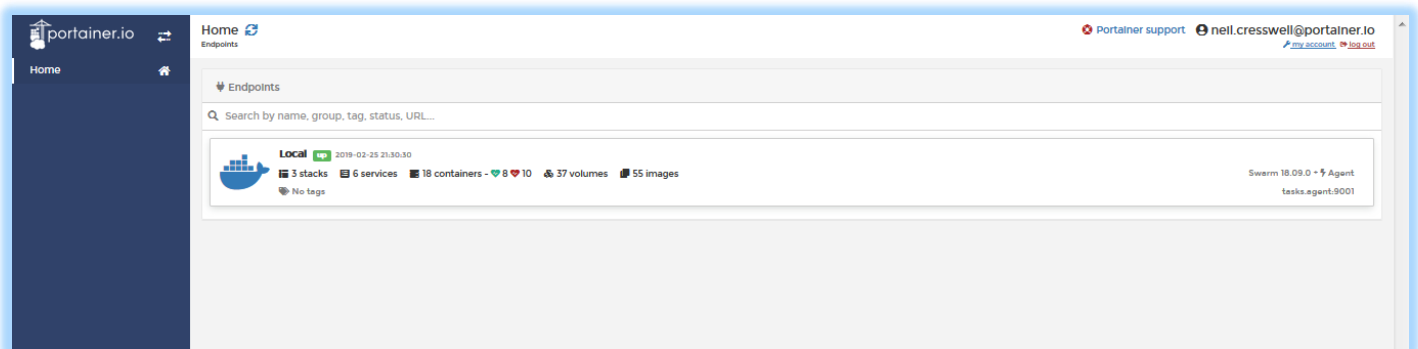 portainer.io
Home
Home
Endpoints
Portainer support neil.cresswell@portainer.io
my account log out
Endpoints
Search by name, group, tag, status, URL...
Local up 2019-02-25 21:30:30
3 stacks 6 services 18 containers - 8 10 37 volumes 55 images
No tags
Swarm 18.09.0 + Agent
tasks.agent:9001